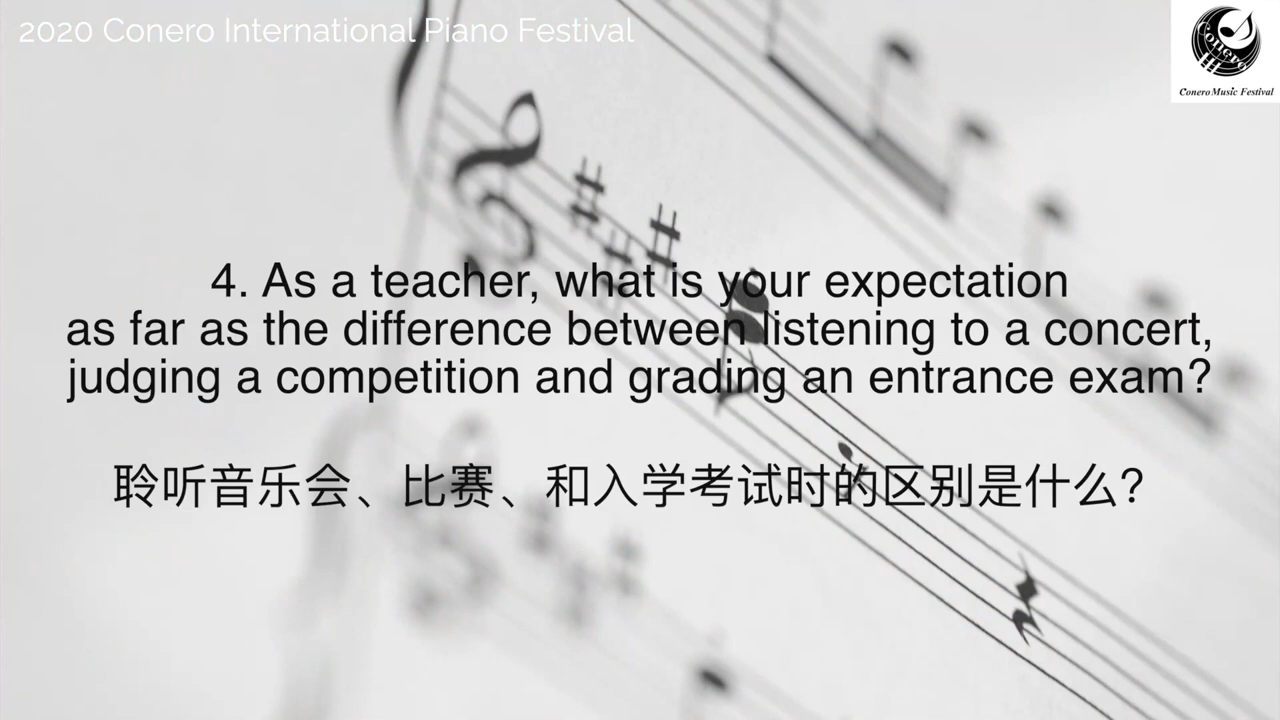 2020 Conero International Piano Festival
Conero
Conero Music Festival
4. As a teacher, what is your expectation
as far as the difference between listening to a concert,
judging a competition and grading an entrance exam?
聆听音乐会、比赛、和入学考试时的区别是什么?